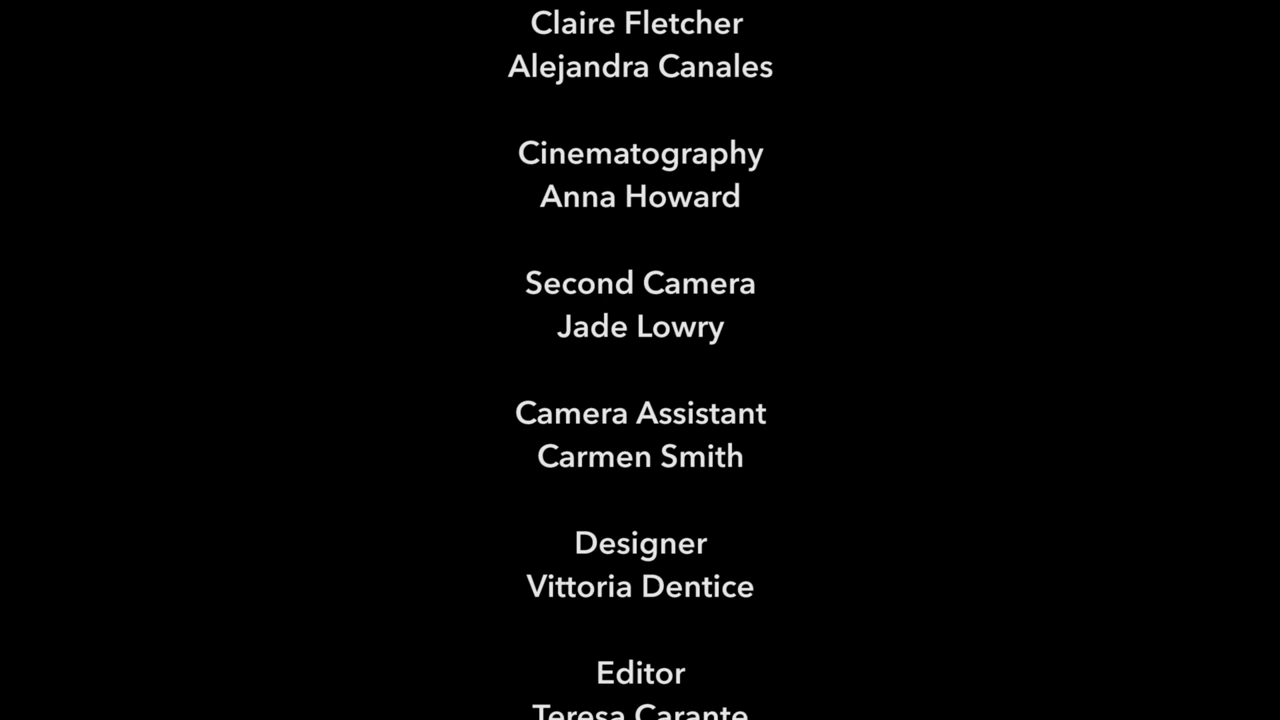 Claire Fletcher
Alejandra Canales
Cinematography
Anna Howard
Second Camera
Jade Lowry
Camera Assistant
Carmen Smith
Designer
Vittoria Dentice
Editor
Teresa Carante